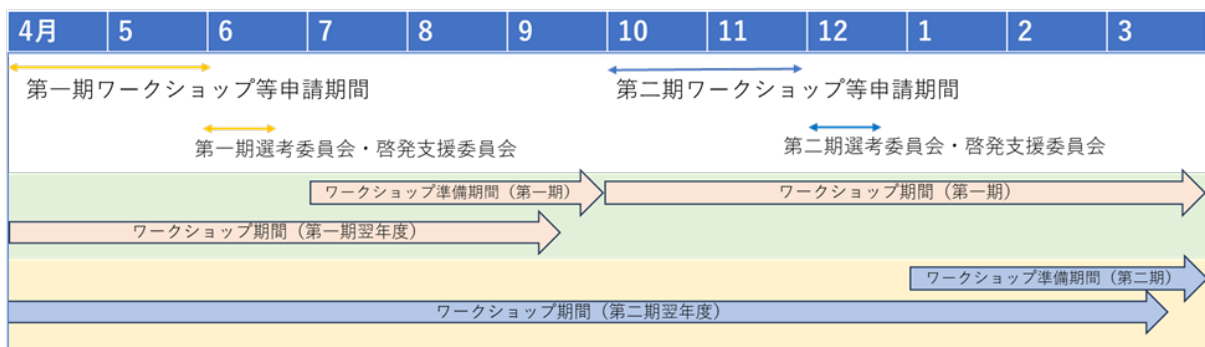 4月 5 6 7 8 9 10 11 12 1 2 3
第一期ワークショップ等申請期間 第二期ワークショップ等申請期間
第一期選考委員会・啓発支援委員会 第二期選考委員会・啓発支援委員会
ワークショップ準備期間（第一期） ワークショップ期間（第一期）
ワークショップ期間（第一期翌年度）
ワークショップ準備期間（第二期）
ワークショップ期間（第二期翌年度）